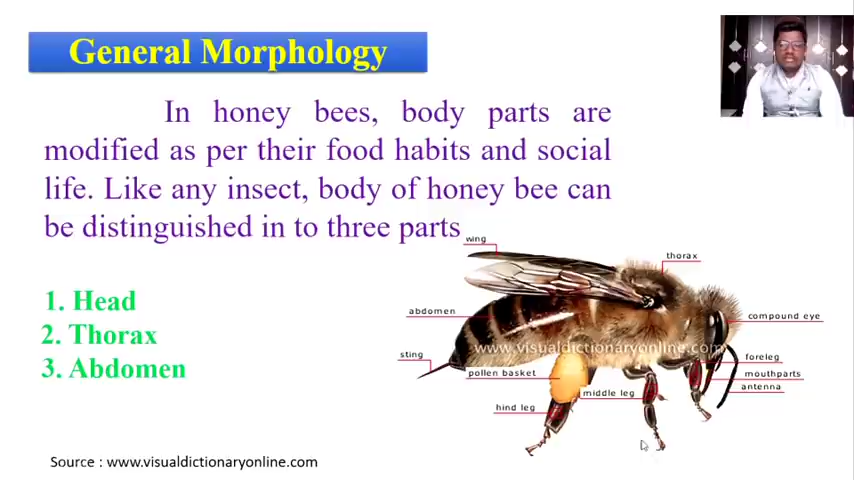 General Morphology
In honey bees, body parts are
modified as per their food habits and social
life. Like any insect, body of honey bee can
be distinguished in to three parts
1. Head
2. Thorax
3. Abdomen
wing
thorax
abdomen
compound eye
www.visualdictionaryonline.com
sting
foreleg
pollen basket
mouthparts
middle leg
antenna
hind leg
Source : www.visualdictionaryonline.com